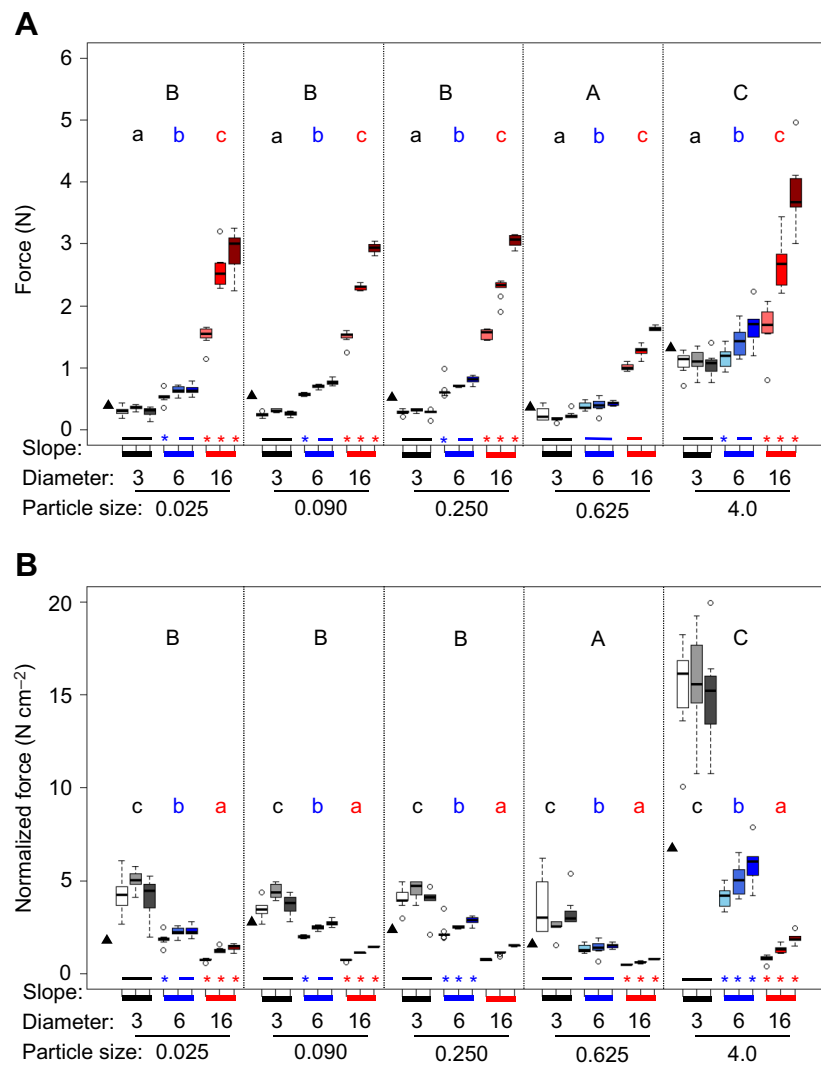 A
6
B B B A C
a b c a b c a b c a b c a b c
5
4
Force (N)
3
2
1
0
* * * * * * * * * * * * * * * *
Slope:
Diameter: 3 6 16 3 6 16 3 6 16 3 6 16 3 6 16
Particle size: 0.025 0.090 0.250 0.625 4.0
B
20
B B B A C
15
Normalized force (N cm–2)
10
c b a c b a c b a c b a c b a
5
0
* * * * * * * * * * * * * * * * * * * * * * *
Slope:
Diameter: 3 6 16 3 6 16 3 6 16 3 6 16 3 6 16
Particle size: 0.025 0.090 0.250 0.625 4.0